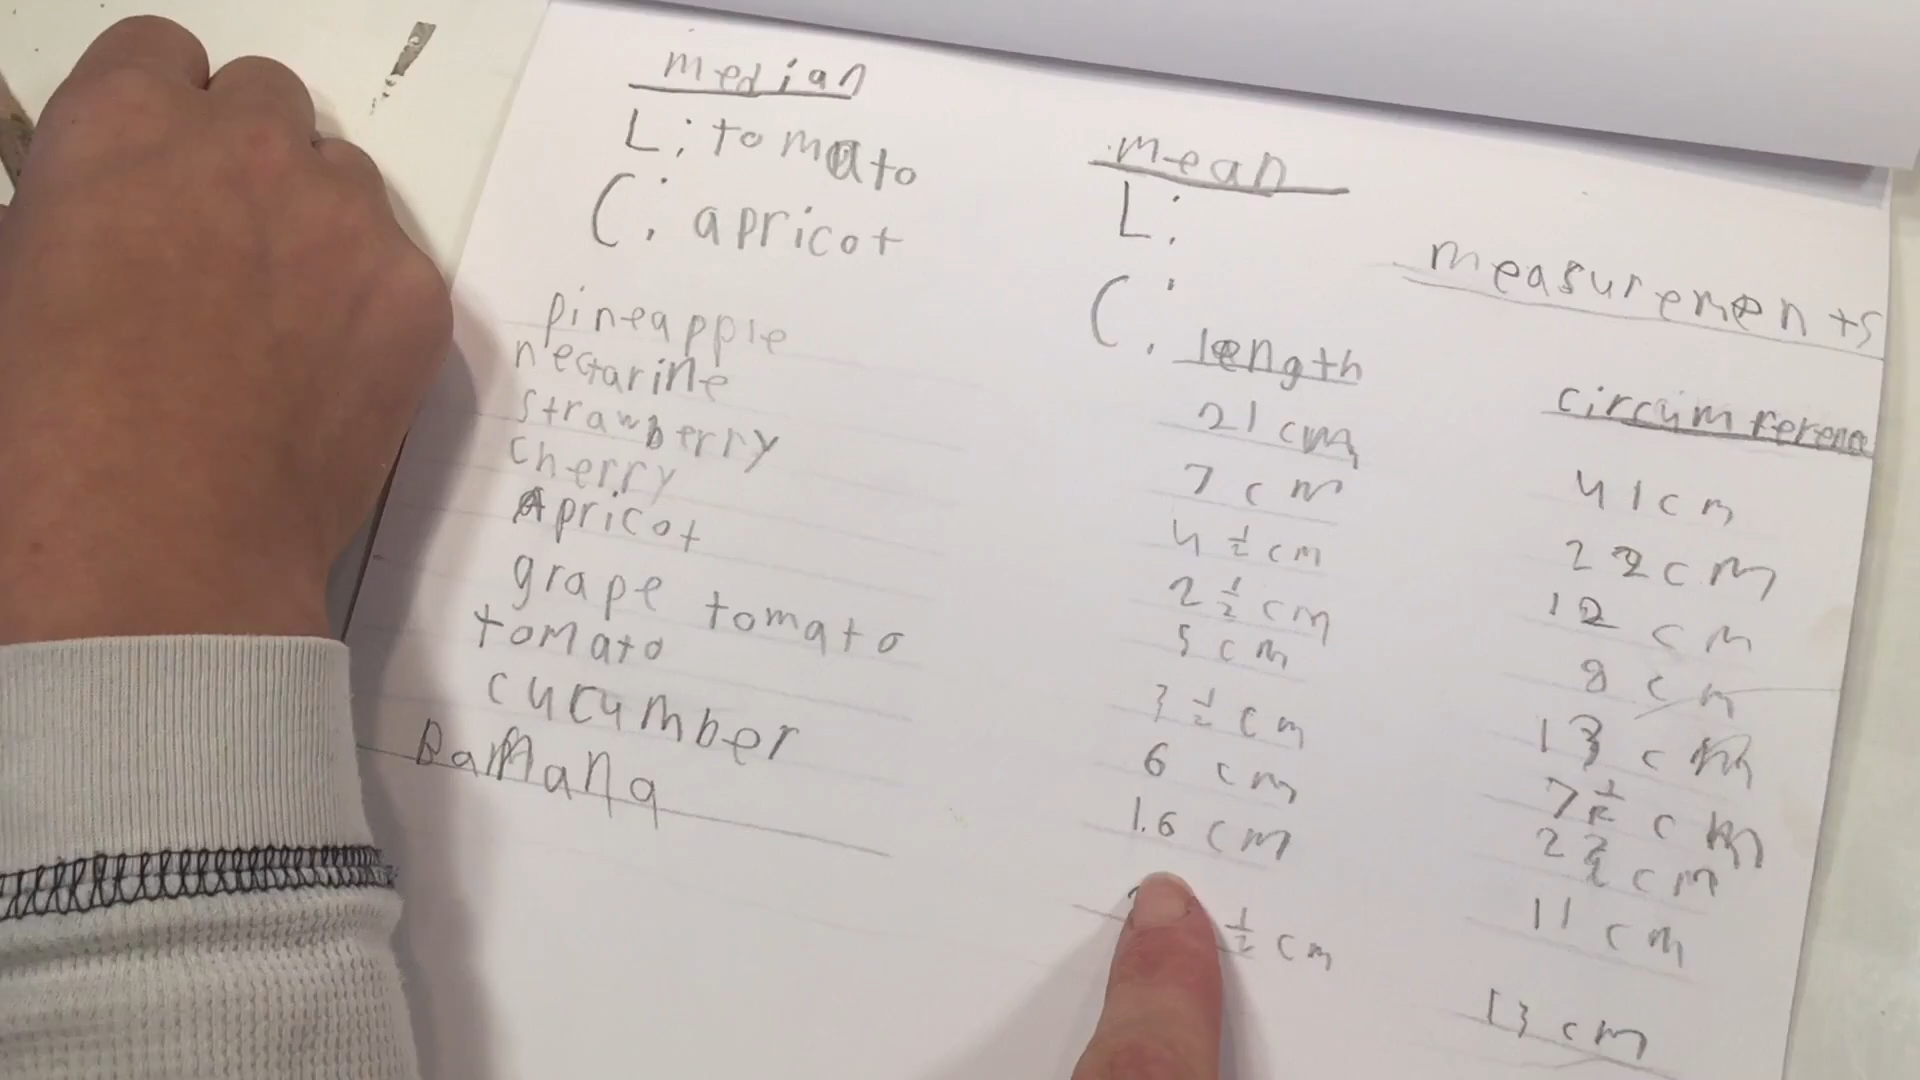 median
L: tomato
C: apricot
mean
L:
C:
measurements
length
circumference
pineapple
21 cm
41 cm
nectarine
7 cm
22 cm
strawberry
4 1/2 cm
12 cm
cherry
2 1/2 cm
8 cm
Apricot
5 cm
13 cm
grape tomato
3 1/2 cm
7 1/2 cm
tomato
6 cm
cm
cucumber
1.6 cm
11 cm
Banana
1/2 cm
13 cm